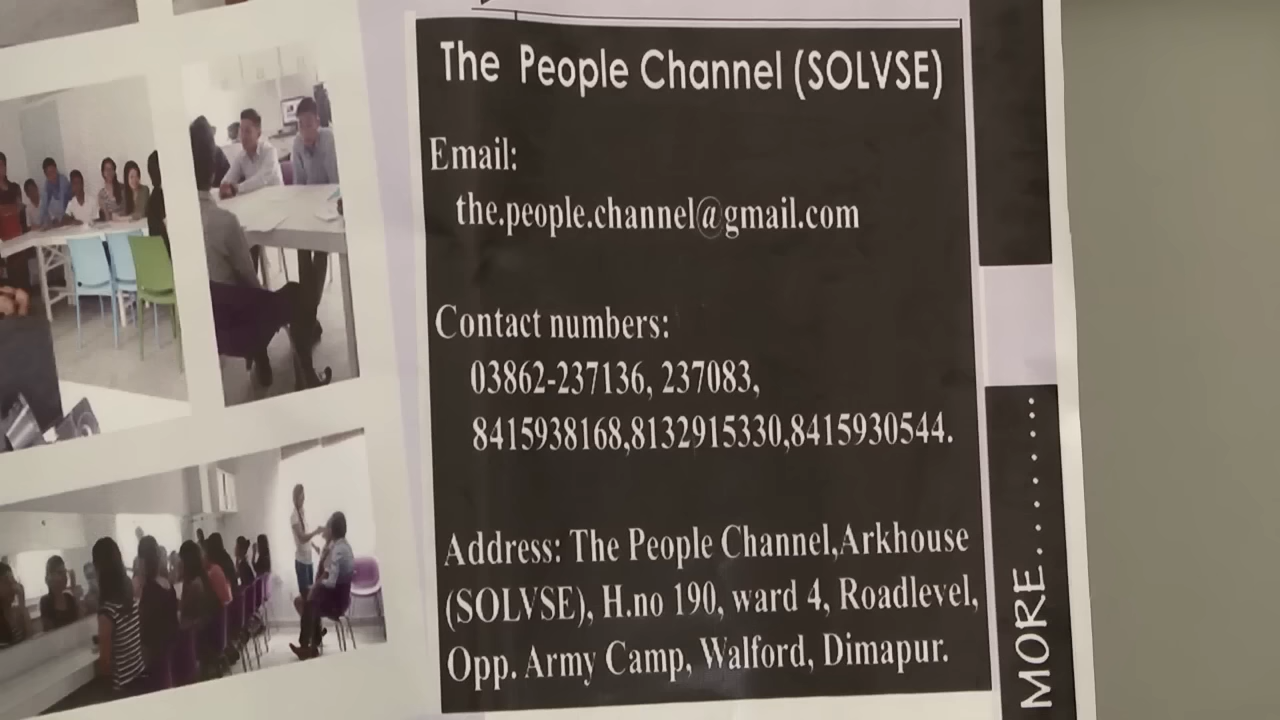 The People Channel (SOLVSE)
Email:
the.people.channel@gmail.com
Contact numbers:
03862-237136, 237083,
8415938168,8132915330,8415930544.
Address: The People Channel,Arkhouse
(SOLVSE), H.no 190, ward 4, Roadlevel,
Opp. Army Camp, Walford, Dimapur.
MORE........